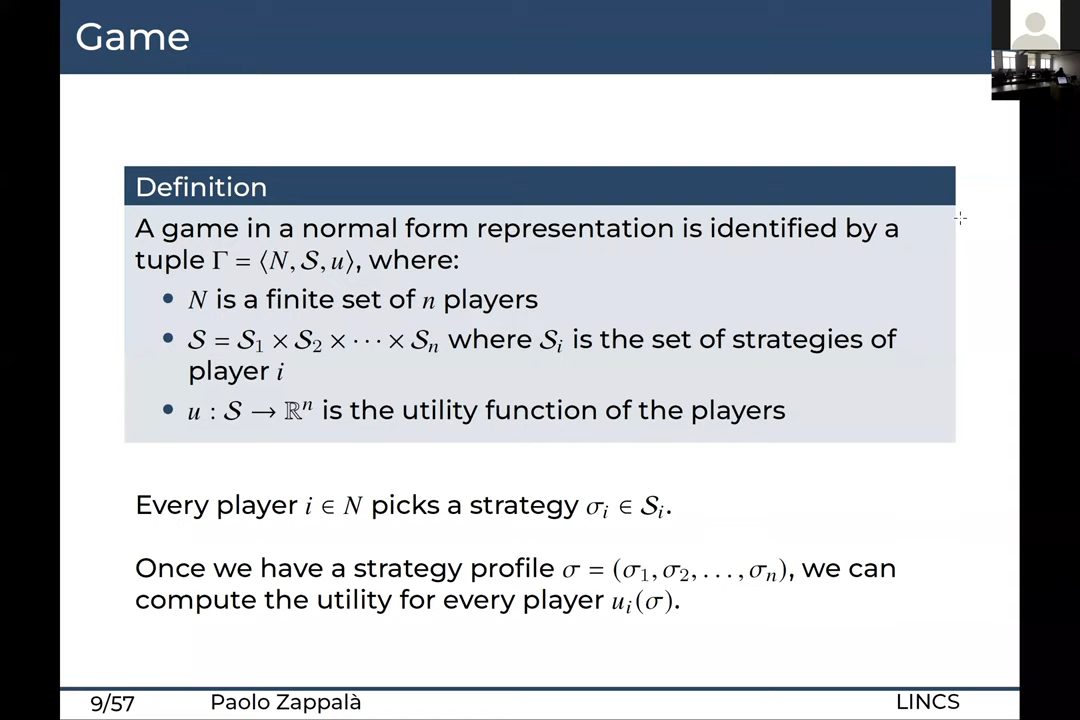 Game
Definition
A game in a normal form representation is identified by a
tuple Γ = ⟨N, 𝒮, u⟩, where:
• N is a finite set of n players
• 𝒮 = 𝒮₁ × 𝒮₂ × ⋯ × 𝒮ₙ where 𝒮ᵢ is the set of strategies of
player i
• u : 𝒮 → ℝⁿ is the utility function of the players
Every player i ∈ N picks a strategy σᵢ ∈ 𝒮ᵢ.
Once we have a strategy profile σ = (σ₁, σ₂, . . . , σₙ), we can
compute the utility for every player uᵢ(σ).
9/57 Paolo Zappalà LINCS